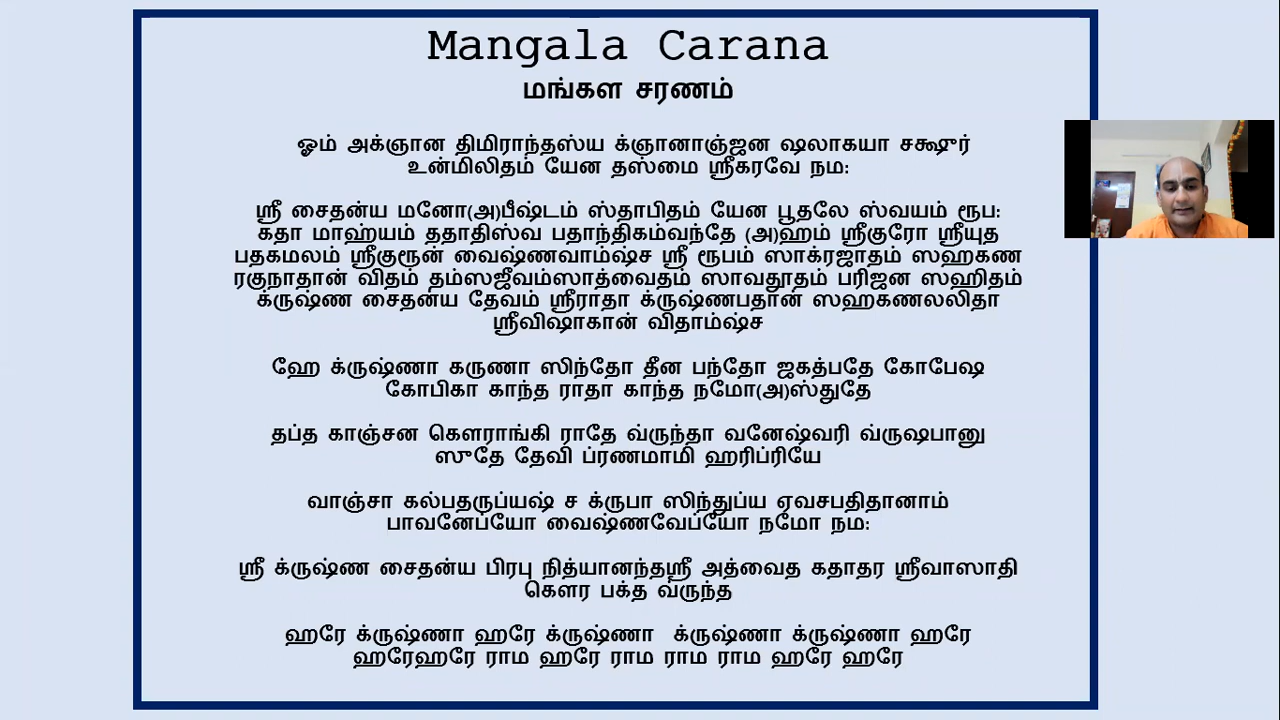 Mangala Carana
மங்கள சரணம்
ஓம் அக்ஞான திமிராந்தஸ்ய க்ஞானாஞ்ஜன ஷலாகயா சக்ஷுர்
உன்மிலிதம் யேன தஸ்மை ஸ்ரீகரவே நம:
ஸ்ரீ சைதன்ய மனோ(அ)பீஷ்டம் ஸ்தாபிதம் யேன பூதலே ஸ்வயம் ரூப:
கதா மாஹ்யம் ததாதிஸ்வ பதாந்திகம்வந்தே (அ)ஹம் ஸ்ரீகுரோ ஸ்ரீயுத
பதகமலம் ஸ்ரீகுரூன் வைஷ்ணவாம்ஷ்ச ஸ்ரீ ரூபம் ஸாக்ரஜாதம் ஸஹகண
ரகுநாதான் விதம் தம்ஸஜீவம்ஸாத்வைதம் ஸாவதூதம் பரிஜன ஸஹிதம்
க்ருஷ்ண சைதன்ய தேவம் ஸ்ரீராதா க்ருஷ்ணபதான் ஸஹகணலலிதா
ஸ்ரீவிஷாகான் விதாம்ஷ்ச
ஹே க்ருஷ்ணா கருணா ஸிந்தோ தீன பந்தோ ஜகத்பதே கோபேஷ
கோபிகா காந்த ராதா காந்த நமோ(அ)ஸ்துதே
தப்த காஞ்சன கௌராங்கி ராதே வ்ருந்தா வனேஷ்வரி வ்ருஷபானு
ஸுதே தேவி ப்ரணமாமி ஹரிப்ரியே
வாஞ்சா கல்பதருப்யஷ் ச க்ருபா ஸிந்துப்ய ஏவசபதிதானாம்
பாவனேப்யோ வைஷ்ணவேப்யோ நமோ நம:
ஸ்ரீ க்ருஷ்ண சைதன்ய பிரபு நித்யானந்தஸ்ரீ அத்வைத கதாதர ஸ்ரீவாஸாதி
கௌர பக்த வ்ருந்த
ஹரே க்ருஷ்ணா ஹரே க்ருஷ்ணா க்ருஷ்ணா க்ருஷ்ணா ஹரே
ஹரேஹரே ராம ஹரே ராம ராம ராம ஹரே ஹரே